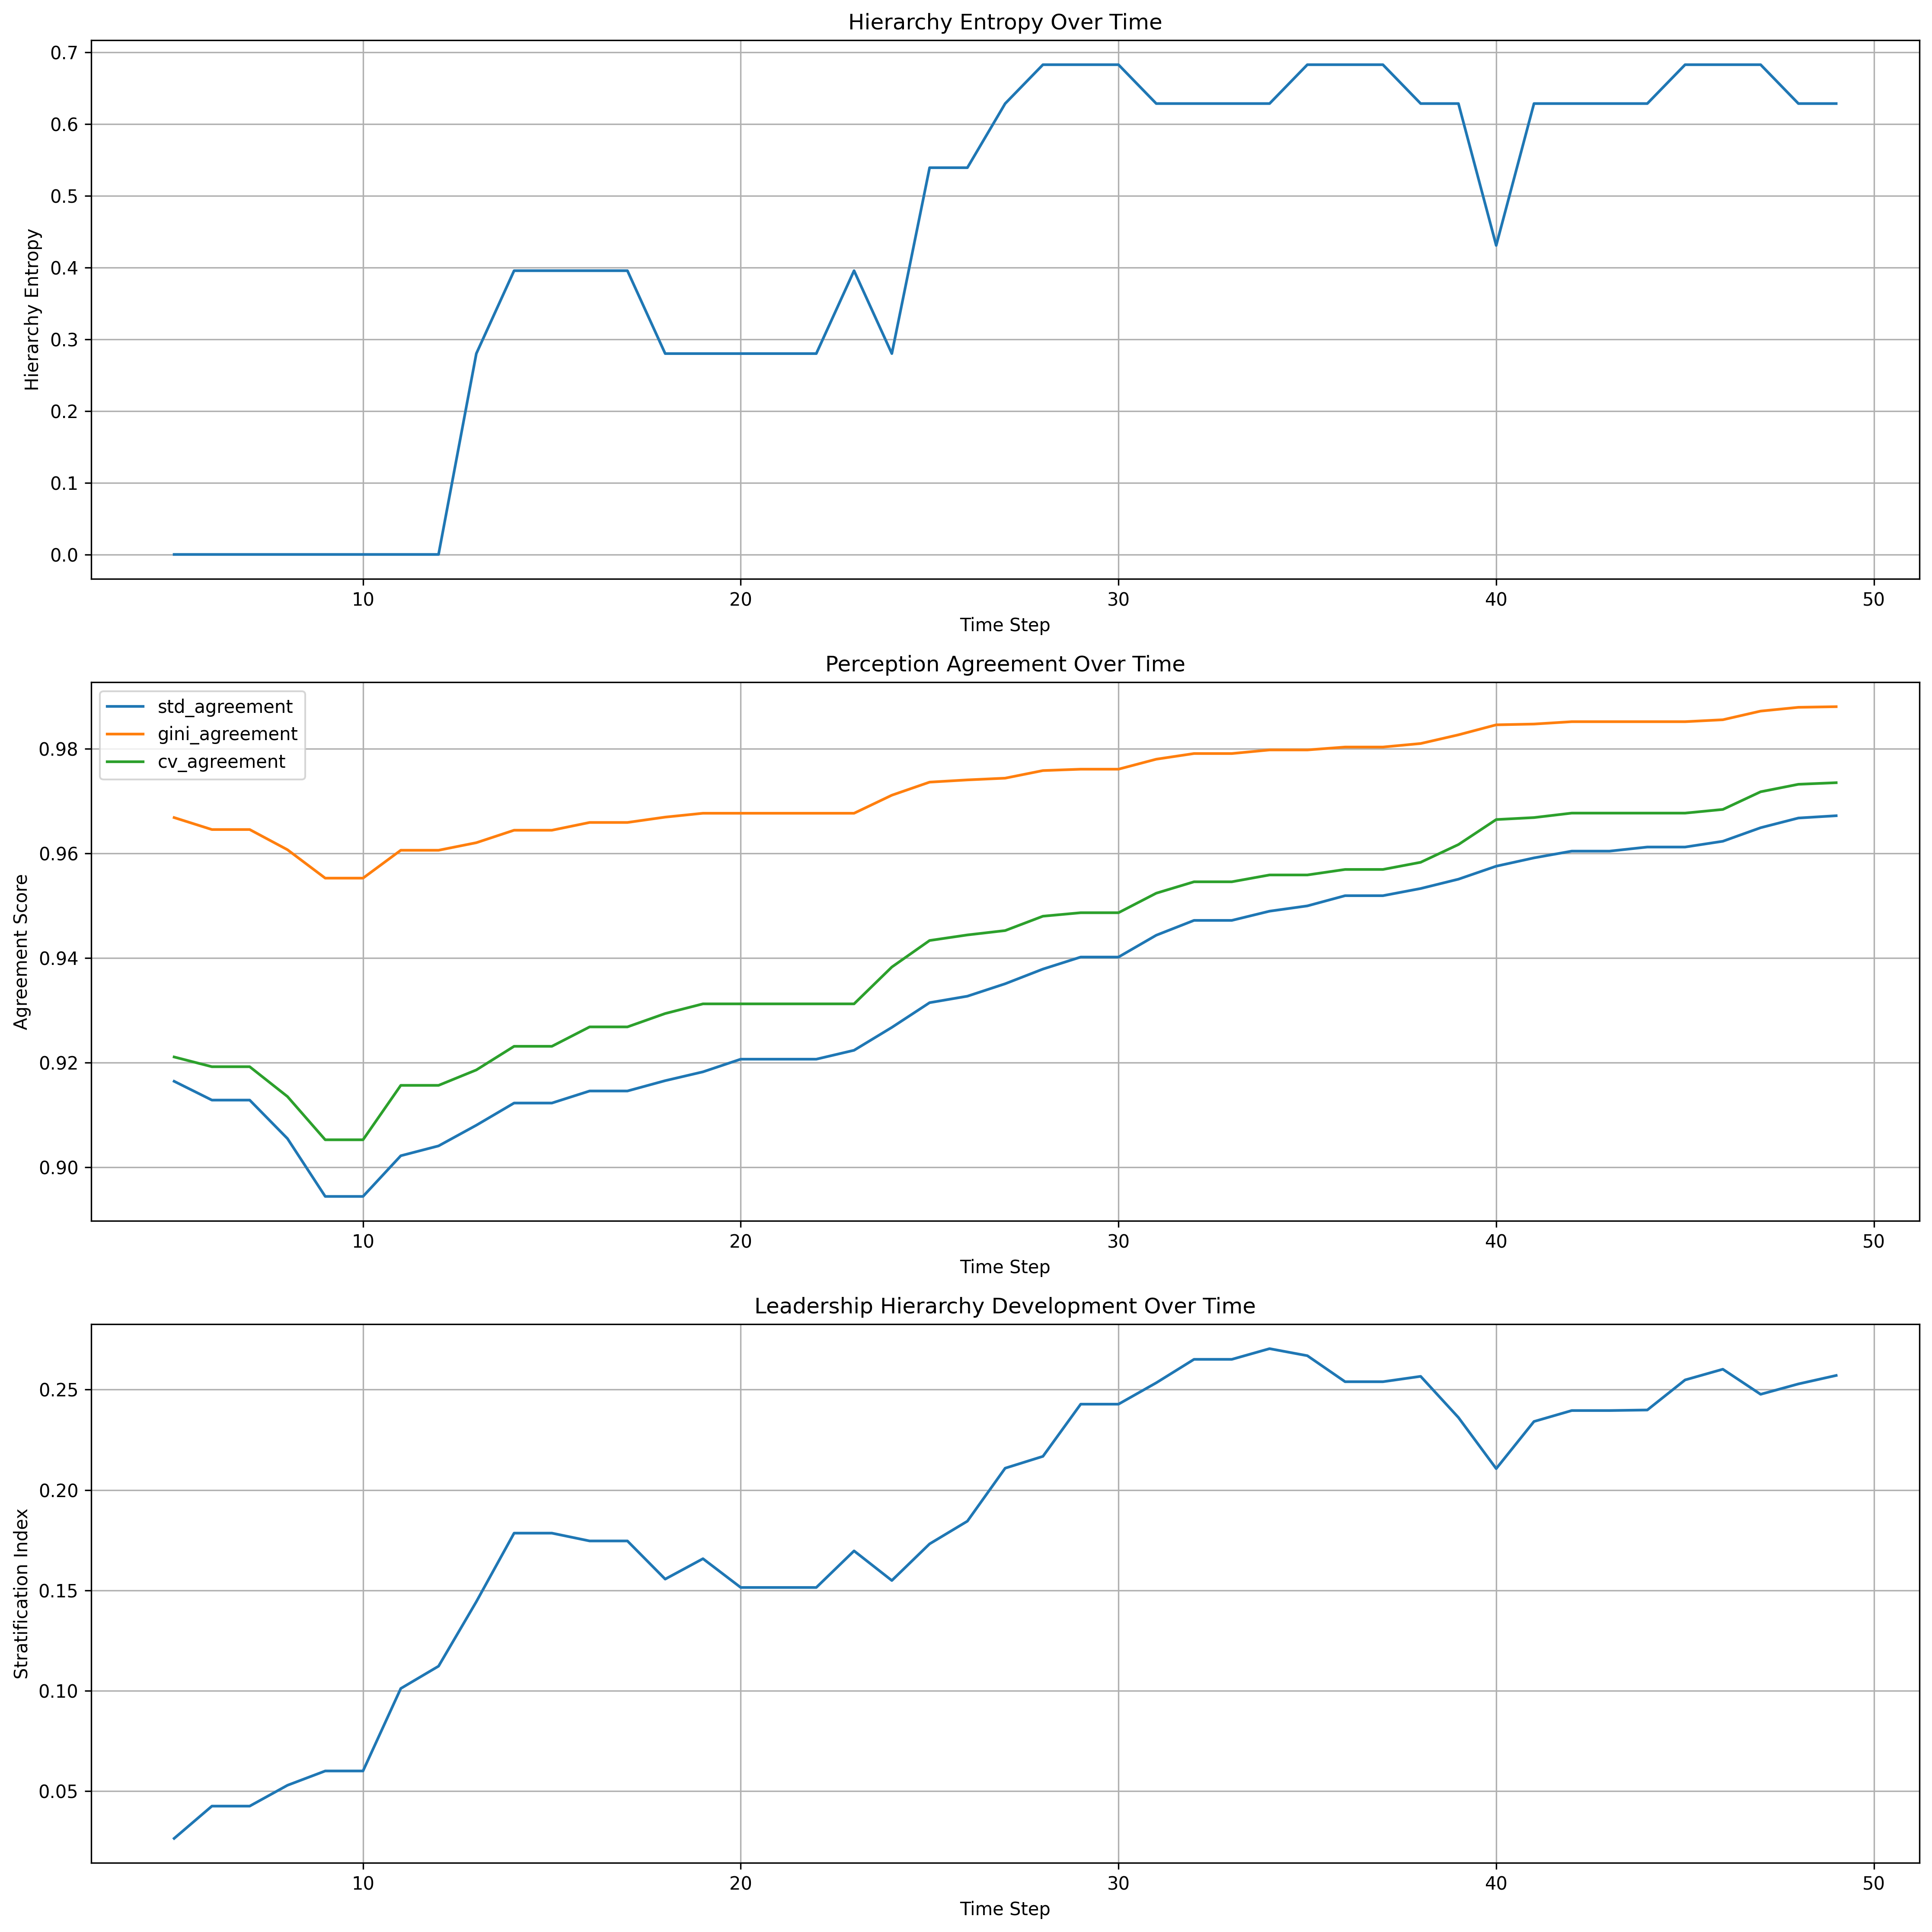 Hierarchy Entropy Over Time
0.7
0.6
0.5
0.4
0.3
0.2
0.1
0.0
Hierarchy Entropy
10 20 30 40 50
Time Step
Perception Agreement Over Time
std_agreement
gini_agreement
cv_agreement
0.98
0.96
0.94
0.92
0.90
Agreement Score
10 20 30 40 50
Time Step
Leadership Hierarchy Development Over Time
0.25
0.20
0.15
0.10
0.05
Stratification Index
10 20 30 40 50
Time Step